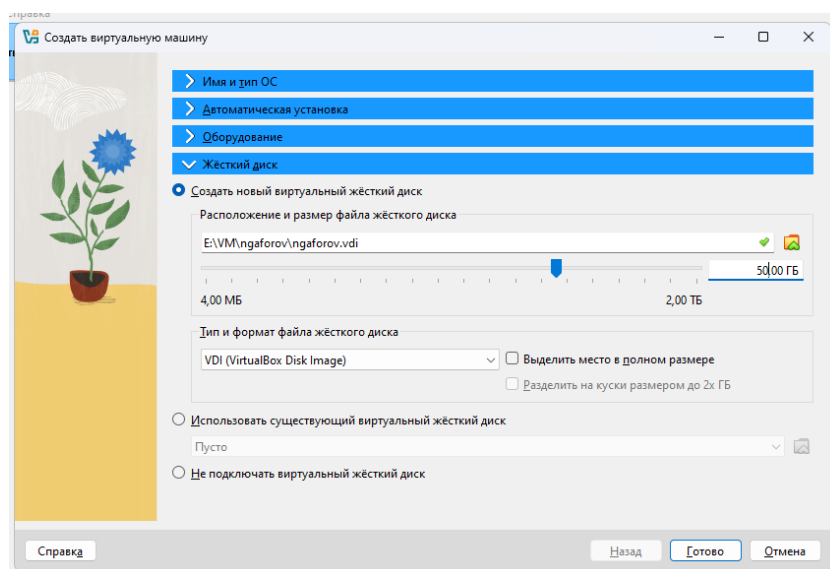 Справка
Создать виртуальную машину
Имя и тип ОС
Автоматическая установка
Оборудование
Жёсткий диск
Создать новый виртуальный жёсткий диск
Расположение и размер файла жёсткого диска
E:\VM\ngaforov\ngaforov.vdi
50,00 ГБ
4,00 МБ 2,00 ТБ
Тип и формат файла жёсткого диска
VDI (VirtualBox Disk Image) Выделить место в полном размере
Разделить на куски размером до 2х ГБ
Использовать существующий виртуальный жёсткий диск
Пусто
Не подключать виртуальный жёсткий диск
Справка Назад Готово Отмена